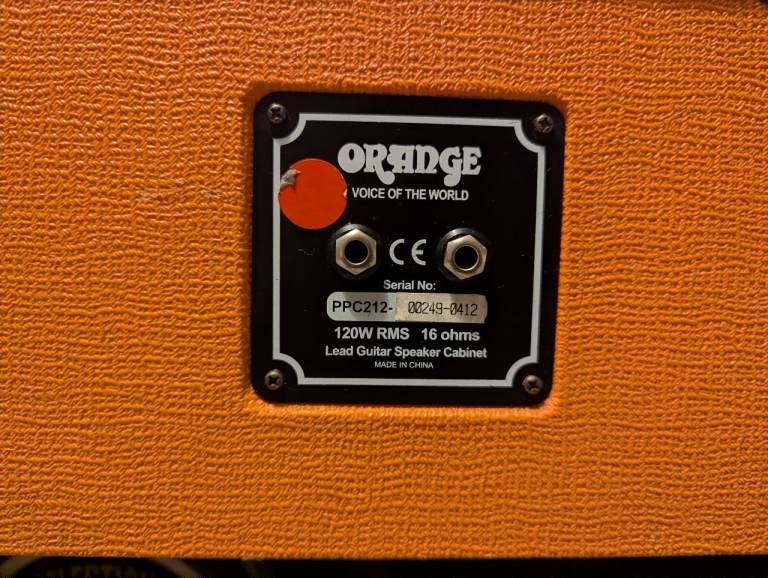 ORANGE
VOICE OF THE WORLD
CE
Serial No:
PPC212- 00249-0412
120W RMS 16 ohms
Lead Guitar Speaker Cabinet
MADE IN CHINA